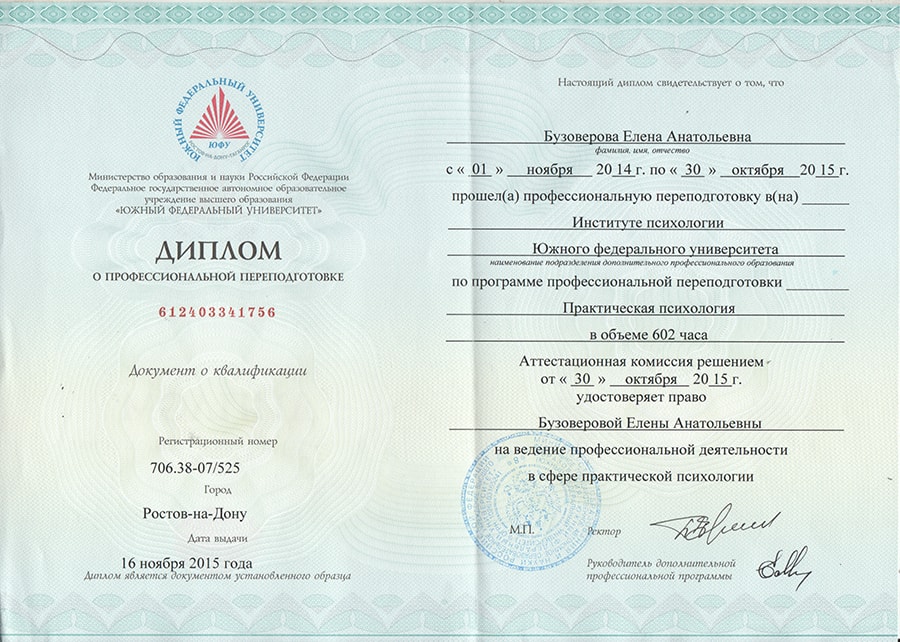 ЮЖНЫЙ ФЕДЕРАЛЬНЫЙ УНИВЕРСИТЕТ
ЮФУ
РОСТОВ-НА-ДОНУ-ТАГАНРОГ
Министерство образования и науки Российской Федерации
Федеральное государственное автономное образовательное
учреждение высшего образования
«ЮЖНЫЙ ФЕДЕРАЛЬНЫЙ УНИВЕРСИТЕТ»
ДИПЛОМ
О ПРОФЕССИОНАЛЬНОЙ ПЕРЕПОДГОТОВКЕ
612403341756
Документ о квалификации
Регистрационный номер
706.38-07/525
Город
Ростов-на-Дону
Дата выдачи
16 ноября 2015 года
Диплом является документом установленного образца
Настоящий диплом свидетельствует о том, что
Бузоверова Елена Анатольевна
фамилия, имя, отчество
с « 01 » ноября 20 14 г. по « 30 » октября 20 15 г.
прошел(а) профессиональную переподготовку в(на)
Институте психологии
Южного федерального университета
наименование подразделения дополнительного профессионального образования
по программе профессиональной переподготовки
Практическая психология
в объеме 602 часа
Аттестационная комиссия решением
от « 30 » октября 20 15 г.
удостоверяет право
Бузоверовой Елены Анатольевны
на ведение профессиональной деятельности
в сфере практической психологии
М.П. Ректор
Руководитель дополнительной
профессиональной программы